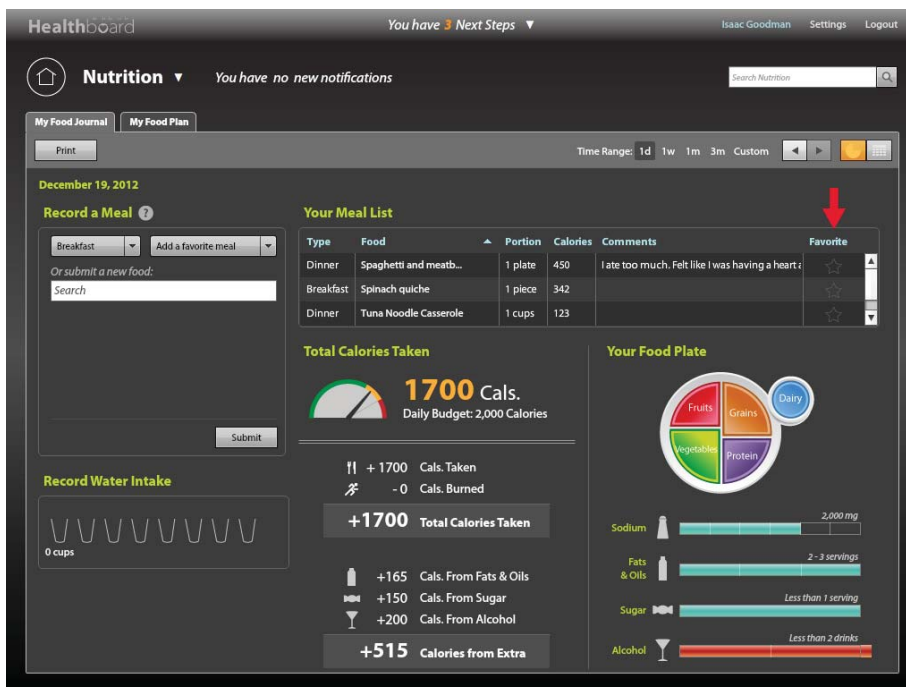 Healthboard
You have 3 Next Steps ▼
Isaac Goodman Settings Logout
Nutrition ▼
You have no new notifications
Search Nutrition
My Food Journal My Food Plan
Print
Time Range: 1d 1w 1m 3m Custom
December 19, 2012
Record a Meal ?
Breakfast Add a favorite meal
Or submit a new food:
Search
Submit
Record Water Intake
0 cups
Your Meal List
Type Food Portion Calories Comments Favorite
Dinner Spaghetti and meatb... 1 plate 450 I ate too much. Felt like I was having a heart a
Breakfast Spinach quiche 1 piece 342
Dinner Tuna Noodle Casserole 1 cups 123
Total Calories Taken
1700 Cals.
Daily Budget: 2,000 Calories
+ 1700 Cals. Taken
- 0 Cals. Burned
+1700 Total Calories Taken
+165 Cals. From Fats & Oils
+150 Cals. From Sugar
+200 Cals. From Alcohol
+515 Calories from Extra
Your Food Plate
Fruits
Grains
Dairy
Vegetables
Protein
2,000 mg
Sodium
2 - 3 servings
Fats
& Oils
Less than 1 serving
Sugar
Less than 2 drinks
Alcohol